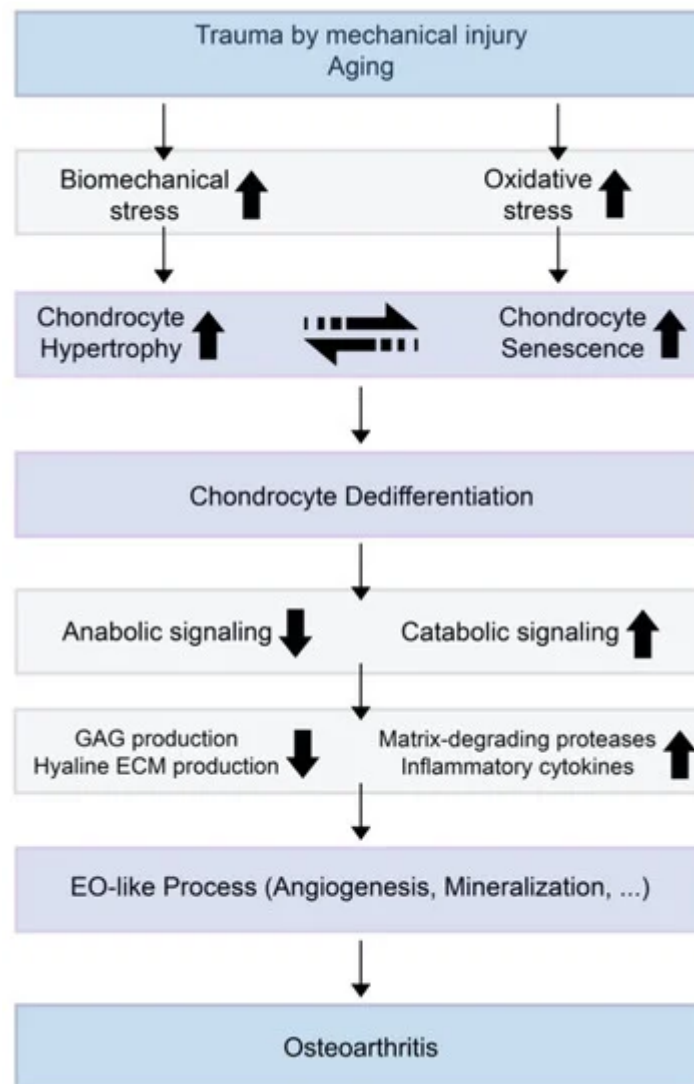 Trauma by mechanical injury
Aging
Biomechanical
stress
Oxidative
stress
Chondrocyte
Hypertrophy
Chondrocyte
Senescence
Chondrocyte Dedifferentiation
Anabolic signaling
Catabolic signaling
GAG production
Hyaline ECM production
Matrix-degrading proteases
Inflammatory cytokines
EO-like Process (Angiogenesis, Mineralization, ...)
Osteoarthritis